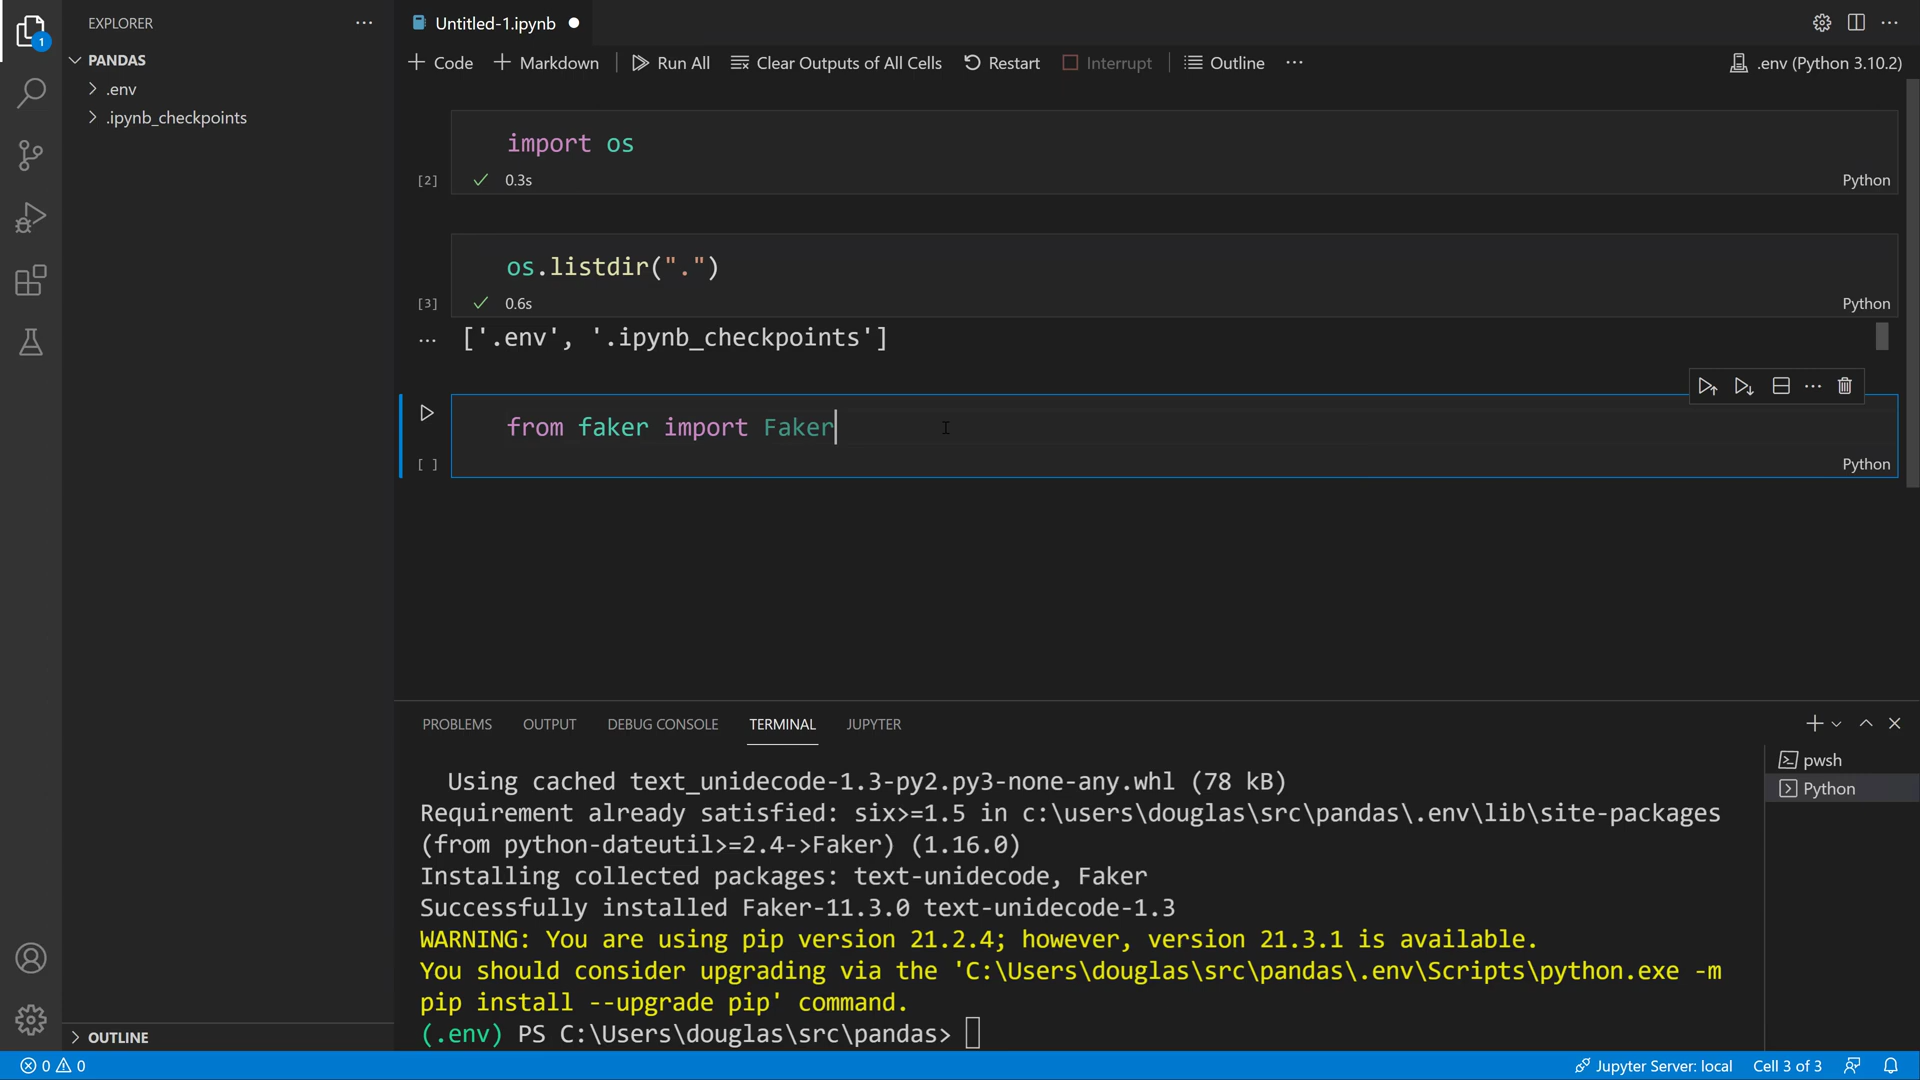 EXPLORER
1
PANDAS
.env
.ipynb_checkpoints
OUTLINE
Untitled-1.ipynb
Code Markdown Run All Clear Outputs of All Cells Restart Interrupt Outline ...
.env (Python 3.10.2)
import os
[2] 0.3s Python
os.listdir(".")
[3] 0.6s Python
['.env', '.ipynb_checkpoints']
from faker import Faker
[ ] Python
PROBLEMS OUTPUT DEBUG CONSOLE TERMINAL JUPYTER
Using cached text_unidecode-1.3-py2.py3-none-any.whl (78 kB)
Requirement already satisfied: six>=1.5 in c:\users\douglas\src\pandas\.env\lib\site-packages
(from python-dateutil>=2.4->Faker) (1.16.0)
Installing collected packages: text-unidecode, Faker
Successfully installed Faker-11.3.0 text-unidecode-1.3
WARNING: You are using pip version 21.2.4; however, version 21.3.1 is available.
You should consider upgrading via the 'C:\Users\douglas\src\pandas\.env\Scripts\python.exe -m
pip install --upgrade pip' command.
(.env) PS C:\Users\douglas\src\pandas>
pwsh
Python
0 0
Jupyter Server: local Cell 3 of 3